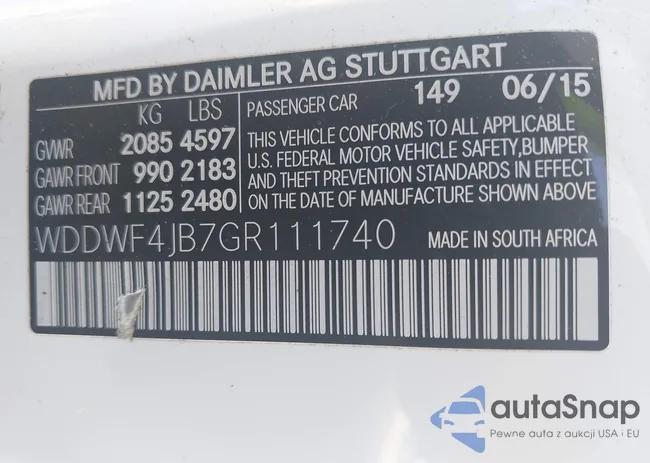 MFD BY DAIMLER AG STUTTGART
KG LBS PASSENGER CAR 149 06/15
GVWR 2085 4597
GAWR FRONT 990 2183
GAWR REAR 1125 2480
THIS VEHICLE CONFORMS TO ALL APPLICABLE
U.S. FEDERAL MOTOR VEHICLE SAFETY,BUMPER
AND THEFT PREVENTION STANDARDS IN EFFECT
ON THE DATE OF MANUFACTURE SHOWN ABOVE
WDDWF4JB7GR111740 MADE IN SOUTH AFRICA
autaSnap
Pewne auta z aukcji USA i EU